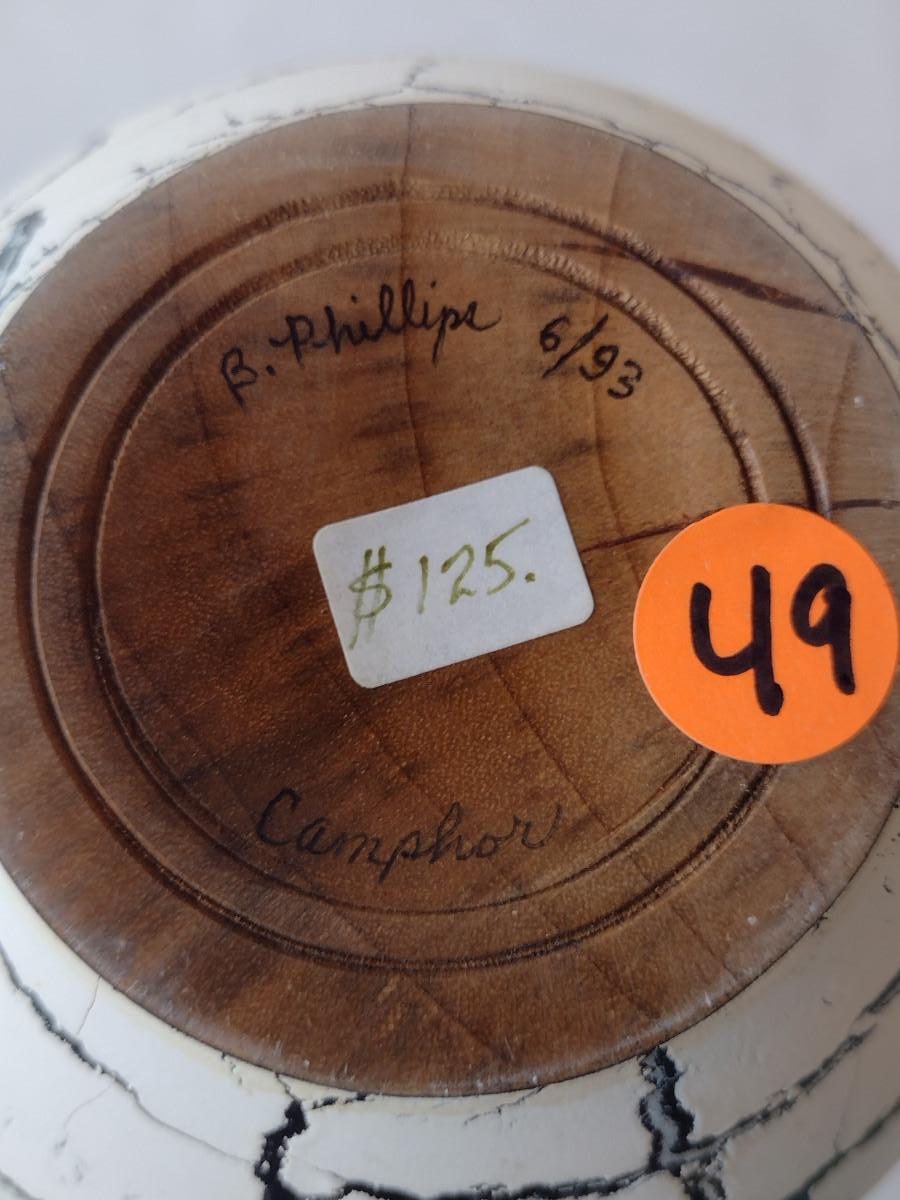 B. Phillips 6/93
$125.
49
Camphor